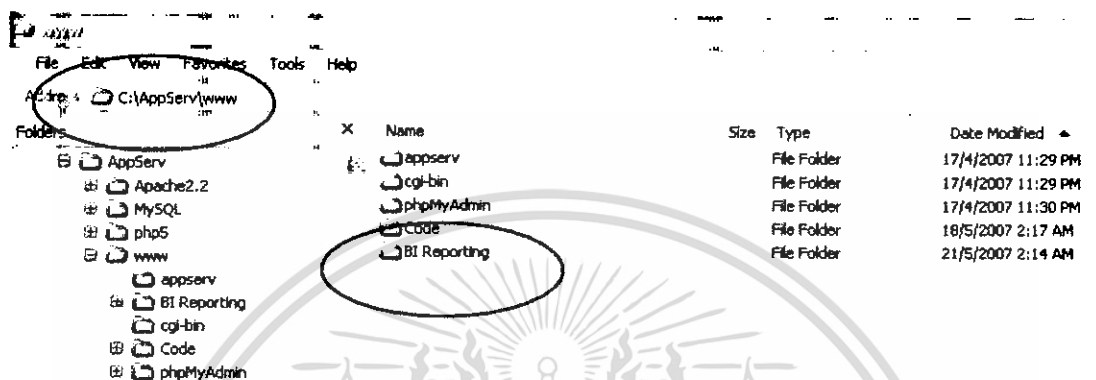 File Edit View Favorites Tools Help
C:\AppServ\www
Folders × Name Size Type Date Modified
AppServ
Apache2.2
MySQL
php5
www
appserv
BI Reporting
cgi-bin
Code
phpMyAdmin
appserv File Folder 17/4/2007 11:29 PM
cgi-bin File Folder 17/4/2007 11:29 PM
phpMyAdmin File Folder 17/4/2007 11:30 PM
Code File Folder 18/5/2007 2:17 AM
BI Reporting File Folder 21/5/2007 2:14 AM